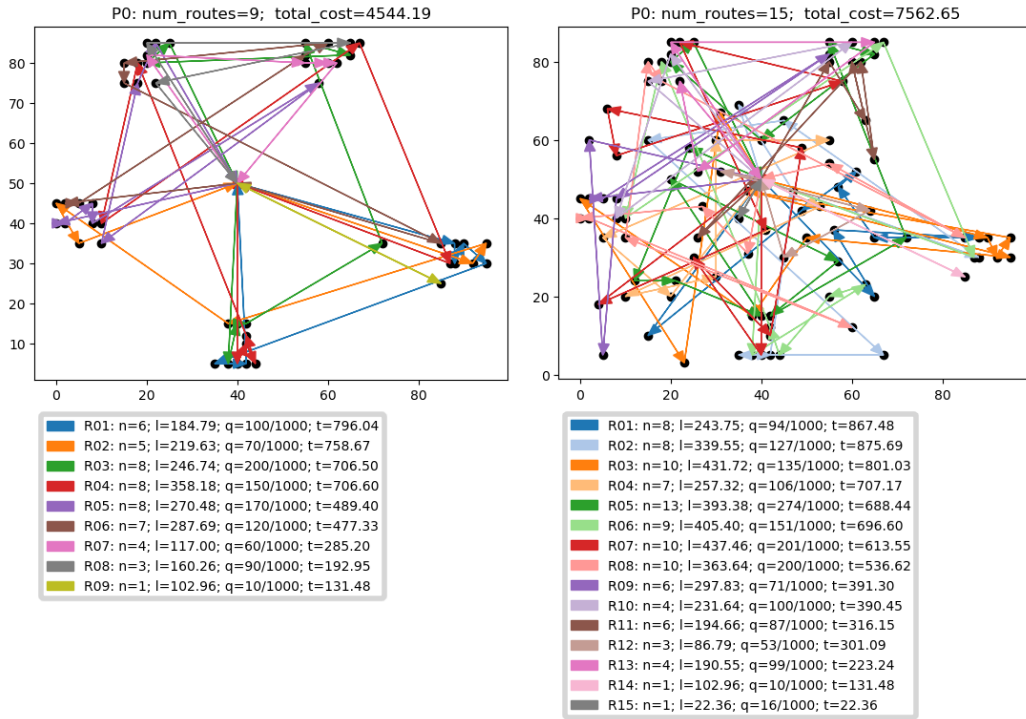 P0: num_routes=9;  total_cost=4544.19
80
70
60
50
40
30
20
10
0
20
40
60
80
R01: n=6; l=184.79; q=100/1000; t=796.04
R02: n=5; l=219.63; q=70/1000; t=758.67
R03: n=8; l=246.74; q=200/1000; t=706.50
R04: n=8; l=358.18; q=150/1000; t=706.60
R05: n=8; l=270.48; q=170/1000; t=489.40
R06: n=7; l=287.69; q=120/1000; t=477.33
R07: n=4; l=117.00; q=60/1000; t=285.20
R08: n=3; l=160.26; q=90/1000; t=192.95
R09: n=1; l=102.96; q=10/1000; t=131.48
P0: num_routes=15;  total_cost=7562.65
80
60
40
20
0
0
20
40
60
80
R01: n=8; l=243.75; q=94/1000; t=867.48
R02: n=8; l=339.55; q=127/1000; t=875.69
R03: n=10; l=431.72; q=135/1000; t=801.03
R04: n=7; l=257.32; q=106/1000; t=707.17
R05: n=13; l=393.38; q=274/1000; t=688.44
R06: n=9; l=405.40; q=151/1000; t=696.60
R07: n=10; l=437.46; q=201/1000; t=613.55
R08: n=10; l=363.64; q=200/1000; t=536.62
R09: n=6; l=297.83; q=71/1000; t=391.30
R10: n=4; l=231.64; q=100/1000; t=390.45
R11: n=6; l=194.66; q=87/1000; t=316.15
R12: n=3; l=86.79; q=53/1000; t=301.09
R13: n=4; l=190.55; q=99/1000; t=223.24
R14: n=1; l=102.96; q=10/1000; t=131.48
R15: n=1; l=22.36; q=16/1000; t=22.36